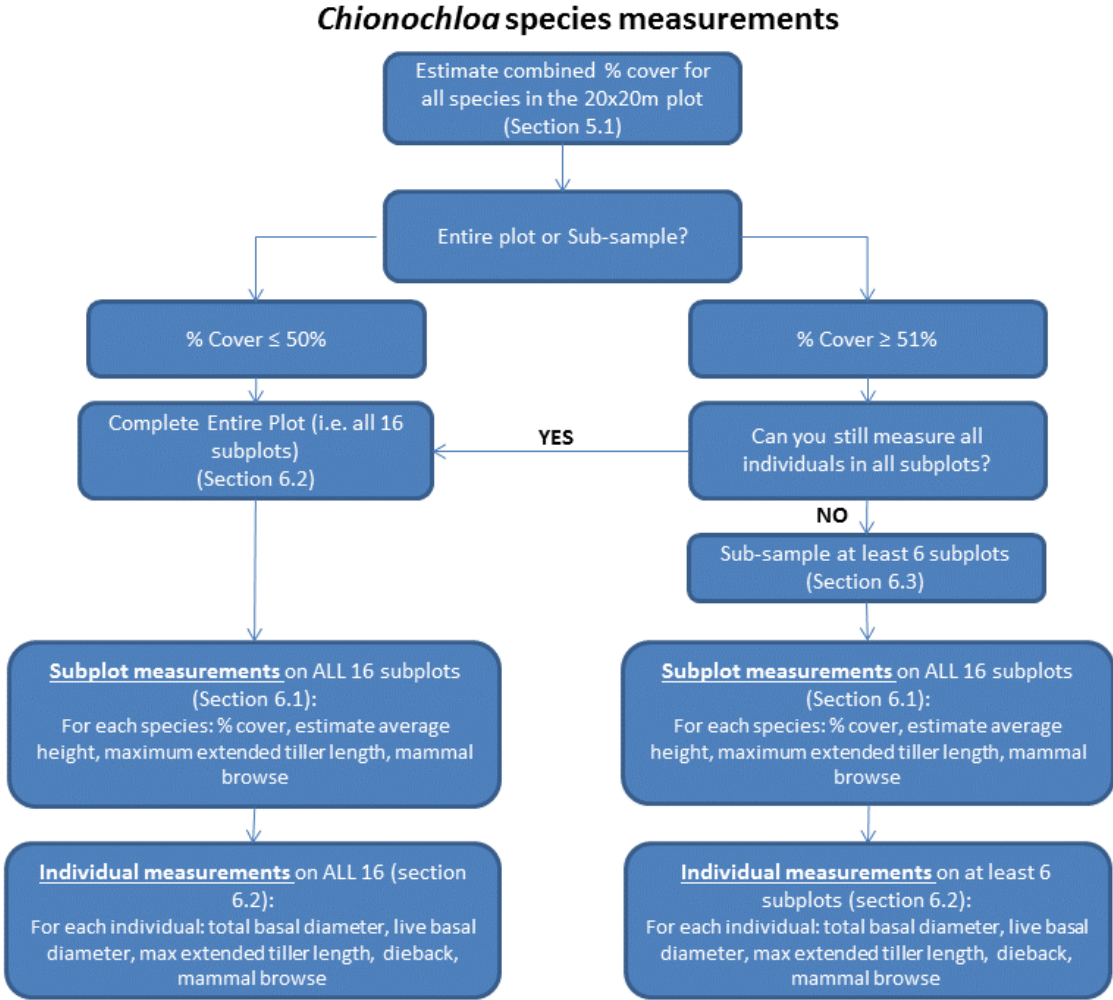 Chionochloa species measurements
Estimate combined % cover for
all species in the 20x20m plot
(Section 5.1)
Entire plot or Sub-sample?
% Cover ≤ 50%
% Cover ≥ 51%
Complete Entire Plot (i.e. all 16
subplots)
(Section 6.2)
YES
Can you still measure all
individuals in all subplots?
NO
Sub-sample at least 6 subplots
(Section 6.3)
Subplot measurements on ALL 16 subplots
(Section 6.1):
For each species: % cover, estimate average
height, maximum extended tiller length, mammal
browse
Subplot measurements on ALL 16 subplots
(Section 6.1):
For each species: % cover, estimate average
height, maximum extended tiller length, mammal
browse
Individual measurements on ALL 16 (section
6.2):
For each individual: total basal diameter, live basal
diameter, max extended tiller length, dieback,
mammal browse
Individual measurements on at least 6
subplots (section 6.2):
For each individual: total basal diameter, live basal
diameter, max extended tiller length, dieback,
mammal browse